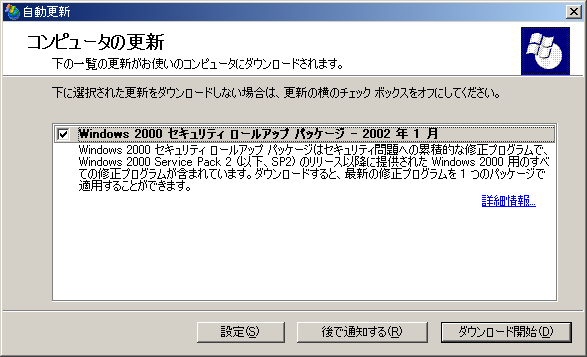 自動更新
コンピュータの更新
下の一覧の更新がお使いのコンピュータにダウンロードされます。
下に選択された更新をダウンロードしない場合は、更新の横のチェック ボックスをオフにしてください。
Windows 2000 セキュリティ ロールアップ パッケージ - 2002 年 1 月
Windows 2000 セキュリティ ロールアップ パッケージはセキュリティ問題への累積的な修正プログラムで、
Windows 2000 Service Pack 2 (以下、SP2) のリリース以降に提供された Windows 2000 用のすべ
ての修正プログラムが含まれています。ダウンロードすると、最新の修正プログラムを 1 つのパッケージで
適用することができます。
詳細情報...
設定(S)
後で通知する(R)
ダウンロード開始(D)